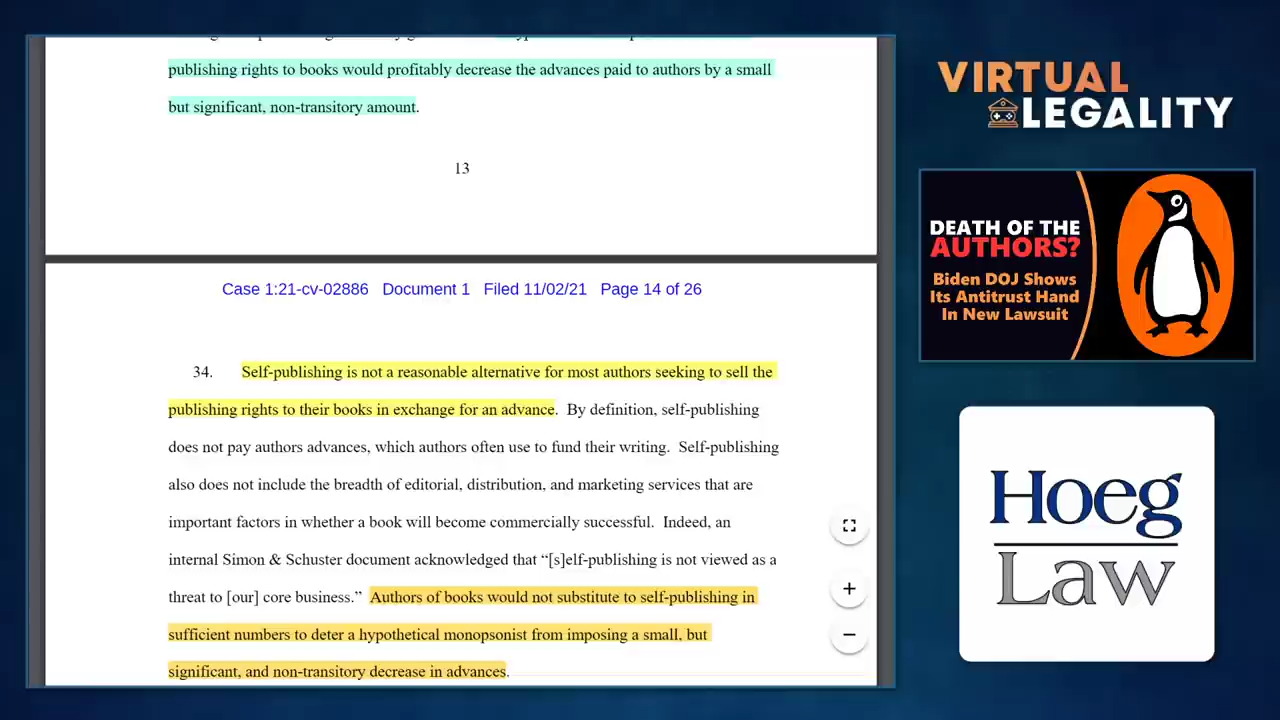 publishing rights to books would profitably decrease the advances paid to authors by a small
but significant, non-transitory amount.
13
Case 1:21-cv-02886 Document 1 Filed 11/02/21 Page 14 of 26
34. Self-publishing is not a reasonable alternative for most authors seeking to sell the
publishing rights to their books in exchange for an advance. By definition, self-publishing
does not pay authors advances, which authors often use to fund their writing. Self-publishing
also does not include the breadth of editorial, distribution, and marketing services that are
important factors in whether a book will become commercially successful. Indeed, an
internal Simon & Schuster document acknowledged that “[s]elf-publishing is not viewed as a
threat to [our] core business.” Authors of books would not substitute to self-publishing in
sufficient numbers to deter a hypothetical monopsonist from imposing a small, but
significant, and non-transitory decrease in advances.
VIRTUAL
LEGALITY
DEATH OF THE
AUTHORS?
Biden DOJ Shows
Its Antitrust Hand
In New Lawsuit
Hoeg
Law